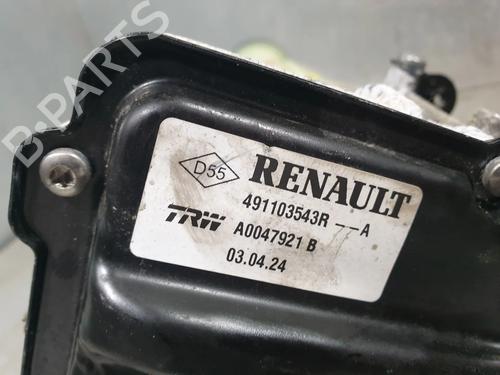 B-PARTS
D55
RENAULT
491103543R -- A
TRW A0047921 B
03.04.24